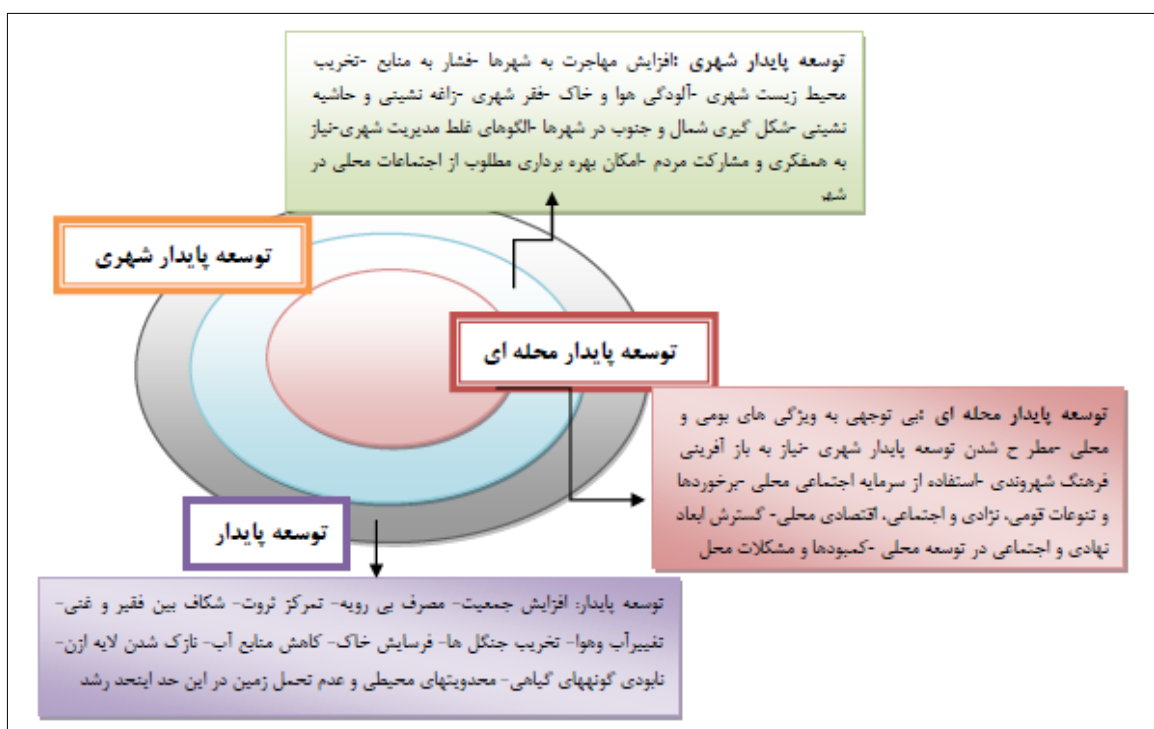 توسعه پایدار شهری :افزایش مهاجرت به شهرها -فشار به منابع -تخریب
محیط زیست شهری -آلودگی هوا و خاک -فقر شهری -زاغه نشینی و حاشیه
نشینی -شکل گیری شمال و جنوب در شهرها -الگوهای غلط مدیریت شهری-نیاز
به همفکری و مشارکت مردم -امکان بهره برداری مطلوب از اجتماعات محلی در
شهر
توسعه پایدار شهری
توسعه پایدار محله ای
توسعه پایدار محله ای :بی توجهی به ویژگی های بومی و
محلی -مطر ح شدن توسعه پایدار شهری -نیاز به باز آفرینی
فرهنگ شهروندی -استفاده از سرمایه اجتماعی محلی -برخوردها
و تنوعات قومی، نژادی و اجتماعی، اقتصادی محلی- گسترش ابعاد
نهادی و اجتماعی در توسعه محلی -کمبودها و مشکلات محل
توسعه پایدار
توسعه پایدار: افزایش جمعیت- مصرف بی رویه- تمرکز ثروت- شکاف بین فقیر و غنی-
تغییرآب وهوا- تخریب جنگل ها- فرسایش خاک- کاهش منابع آب- نازک شدن لایه ازن-
نابودی گونههای گیاهی- محدویتهای محیطی و عدم تحمل زمین در این حد اینحد رشد